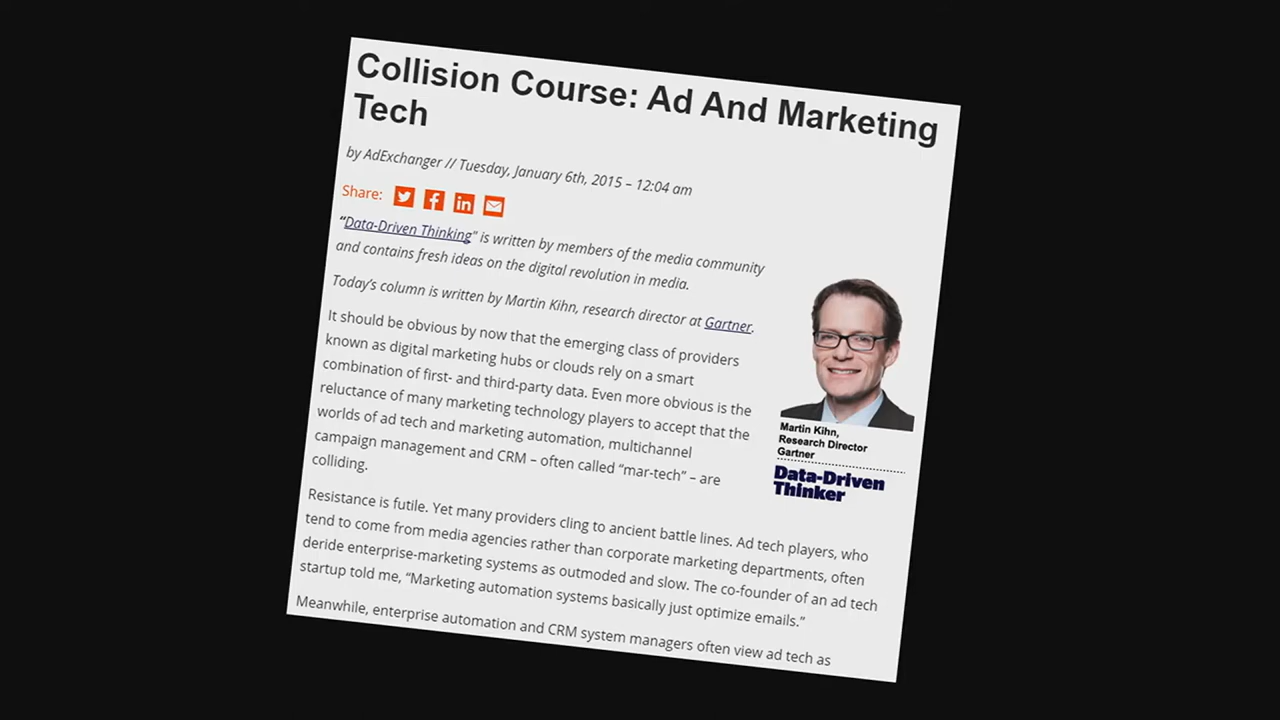 Collision Course: Ad And Marketing
Tech
by AdExchanger // Tuesday, January 6th, 2015 – 12:04 am
Share:
“Data-Driven Thinking" is written by members of the media community
and contains fresh ideas on the digital revolution in media.
Today’s column is written by Martin Kihn, research director at Gartner.
It should be obvious by now that the emerging class of providers
known as digital marketing hubs or clouds rely on a smart
combination of first- and third-party data. Even more obvious is the
reluctance of many marketing technology players to accept that the
worlds of ad tech and marketing automation, multichannel
campaign management and CRM – often called “mar-tech” – are
colliding.
Martin Kihn,
Research Director
Gartner
Data-Driven
Thinker
Resistance is futile. Yet many providers cling to ancient battle lines. Ad tech players, who
tend to come from media agencies rather than corporate marketing departments, often
deride enterprise-marketing systems as outmoded and slow. The co-founder of an ad tech
startup told me, “Marketing automation systems basically just optimize emails.”
Meanwhile, enterprise automation and CRM system managers often view ad tech as